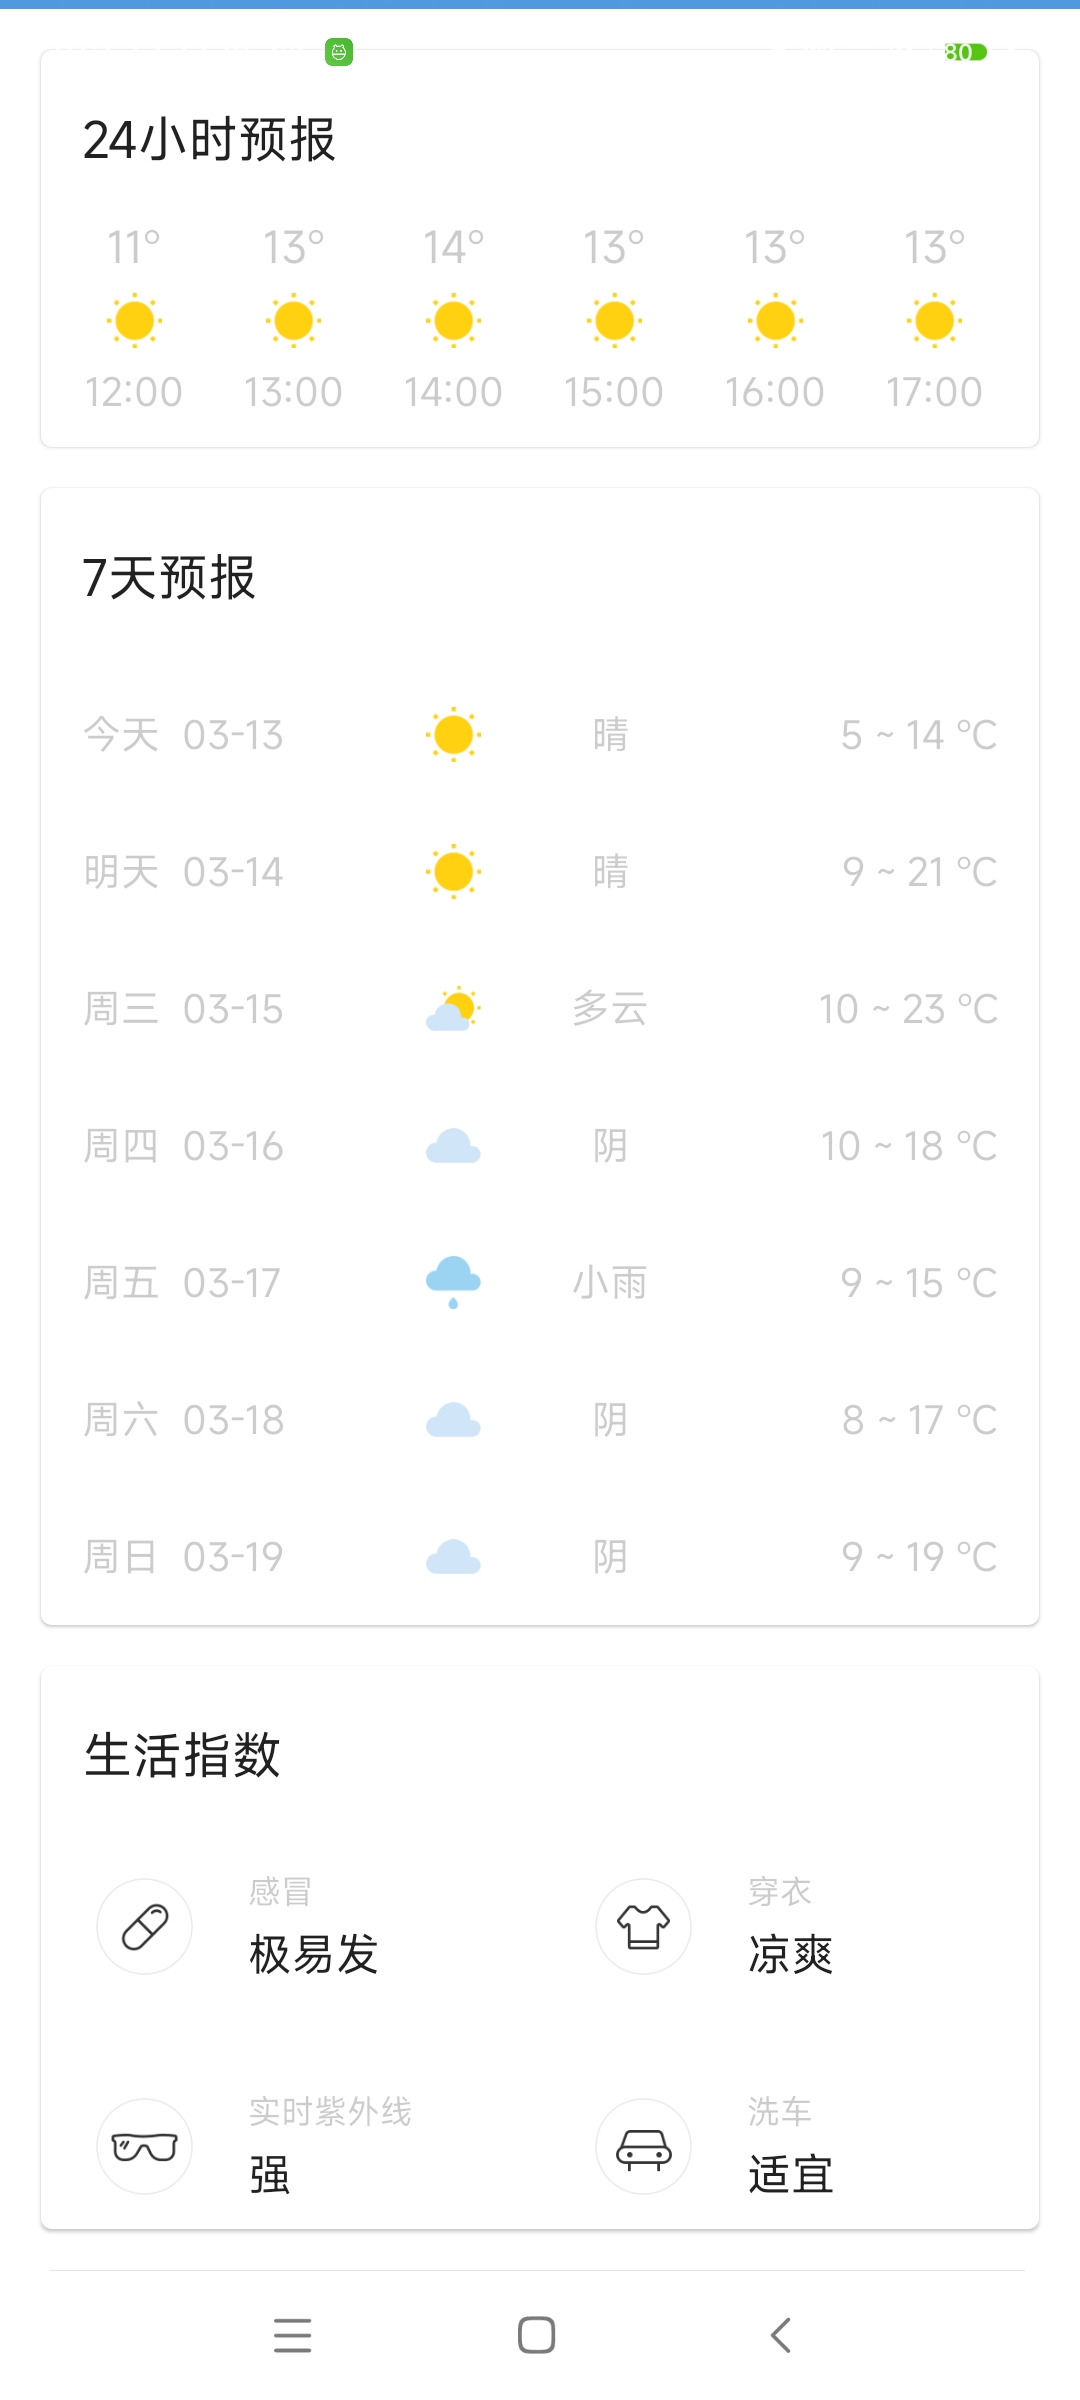 80
24小时预报
11° 13° 14° 13° 13° 13°
12:00 13:00 14:00 15:00 16:00 17:00
7天预报
今天 03-13 晴 5 ~ 14 °C
明天 03-14 晴 9 ~ 21 °C
周三 03-15 多云 10 ~ 23 °C
周四 03-16 阴 10 ~ 18 °C
周五 03-17 小雨 9 ~ 15 °C
周六 03-18 阴 8 ~ 17 °C
周日 03-19 阴 9 ~ 19 °C
生活指数
感冒 穿衣
极易发 凉爽
实时紫外线 洗车
强 适宜